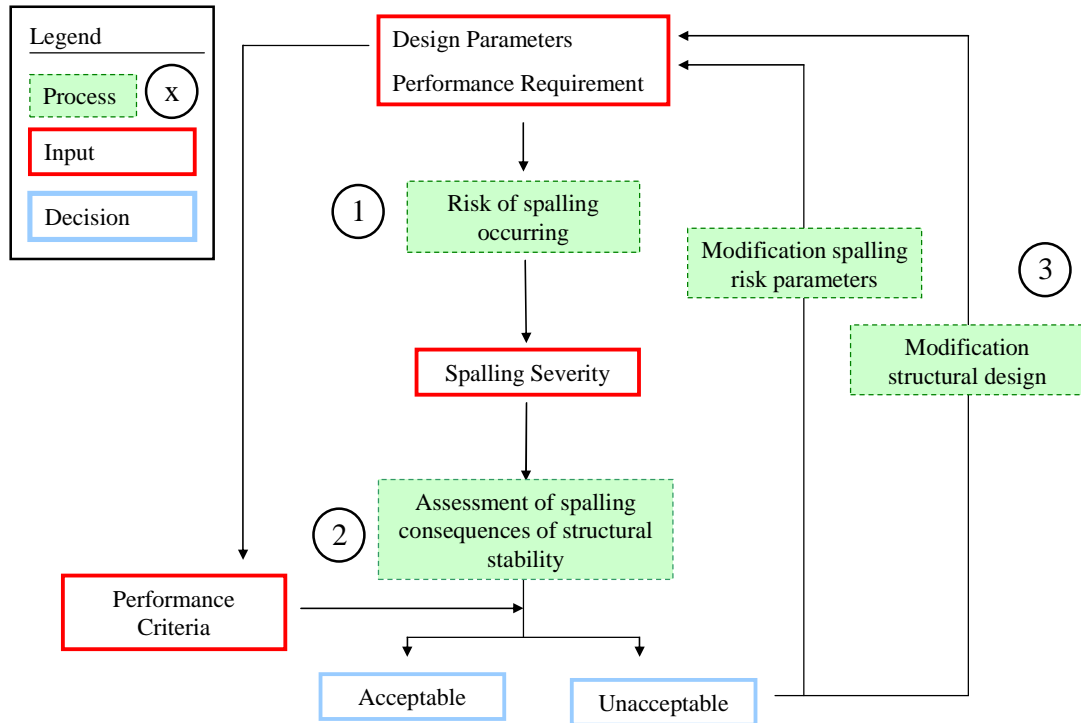 Legend
Process
x
Input
Decision
Design Parameters
Performance Requirement
1
Risk of spalling
occurring
Modification spalling
risk parameters
3
Modification
structural design
Spalling Severity
2
Assessment of spalling
consequences of structural
stability
Performance
Criteria
Acceptable
Unacceptable